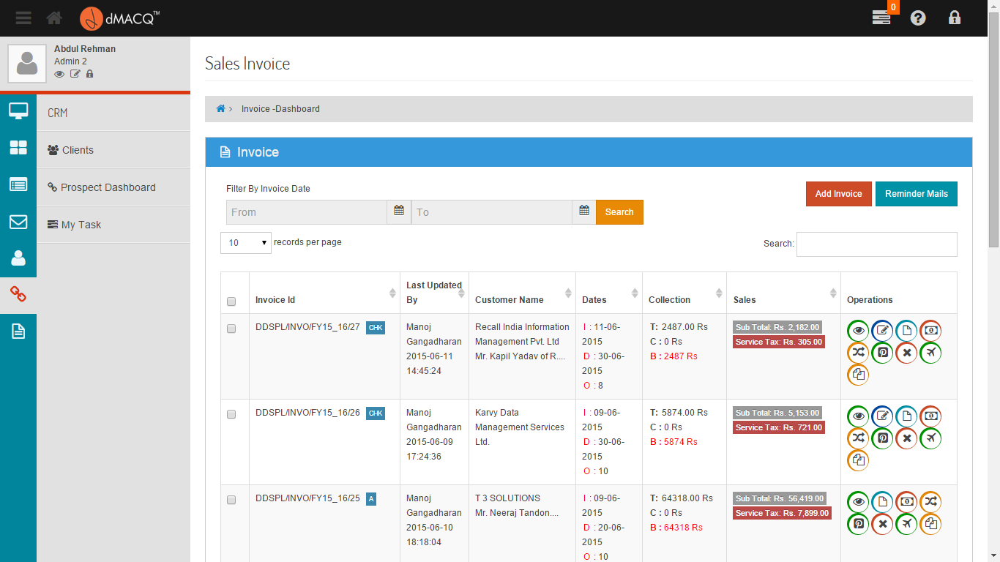 dMACQ™
0
Abdul Rehman
Admin 2
CRM
Clients
Prospect Dashboard
My Task
Sales Invoice
Invoice -Dashboard
Invoice
Filter By Invoice Date
From
To
Search
Add Invoice
Reminder Mails
10 records per page
Search:
Invoice Id
Last Updated
By
Customer Name
Dates
Collection
Sales
Operations
DDSPL/INVO/FY15_16/27 CHK
Manoj
Gangadharan
2015-06-11
14:45:24
Recall India Information
Management Pvt. Ltd
Mr. Kapil Yadav of R....
I : 11-06-
2015
D : 30-06-
2015
O : 8
T: 2487.00 Rs
C : 0 Rs
B : 2487 Rs
Sub Total: Rs. 2,182.00
Service Tax: Rs. 305.00
DDSPL/INVO/FY15_16/26 CHK
Manoj
Gangadharan
2015-06-09
17:24:36
Karvy Data
Management Services
Ltd.
I : 09-06-
2015
D : 30-06-
2015
O : 10
T: 5874.00 Rs
C : 0 Rs
B : 5874 Rs
Sub Total: Rs. 5,153.00
Service Tax: Rs. 721.00
DDSPL/INVO/FY15_16/25 A
Manoj
Gangadharan
2015-06-10
18:18:04
T 3 SOLUTIONS
Mr. Neeraj Tandon....
I : 09-06-
2015
D : 20-06-
2015
O : 10
T: 64318.00 Rs
C : 0 Rs
B : 64318 Rs
Sub Total: Rs. 56,419.00
Service Tax: Rs. 7,899.00